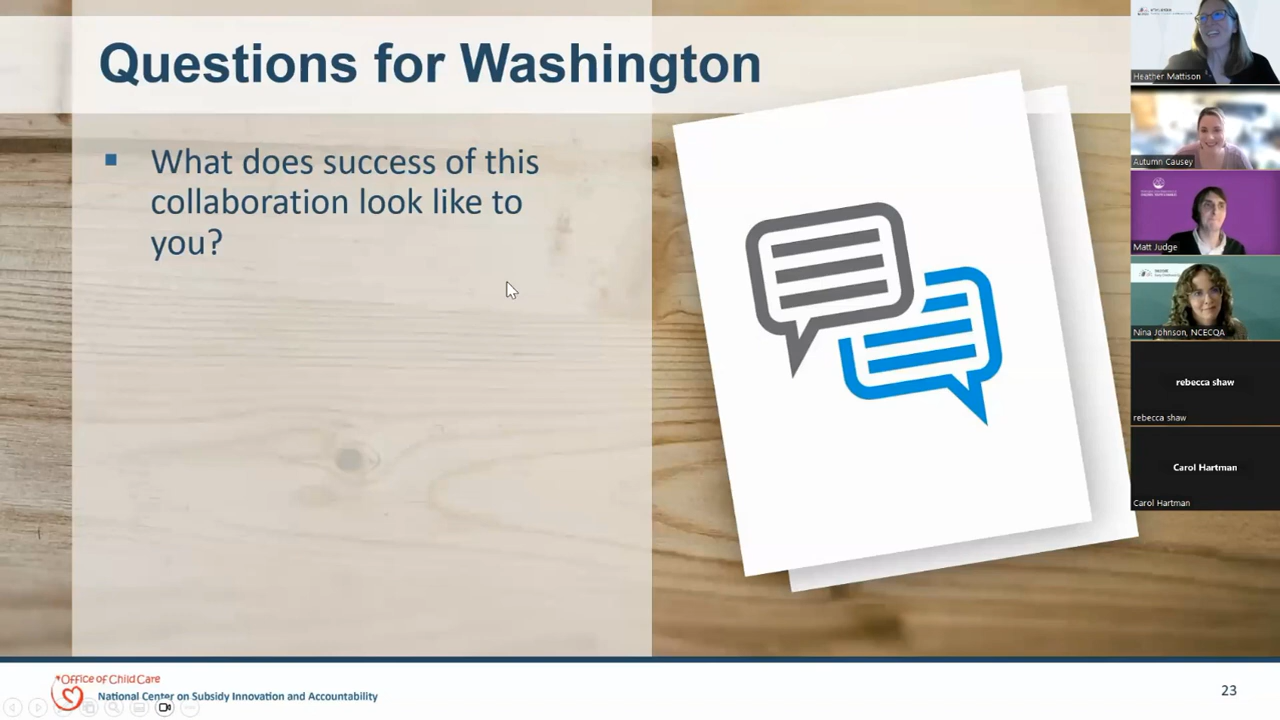 Questions for Washington
What does success of this
collaboration look like to
you?
Heather Mattison
Autumn Causey
Matt Judge
Nina Johnson, NCECQA
rebecca shaw
rebecca shaw
Carol Hartman
Carol Hartman
Office of Child Care
National Center on Subsidy Innovation and Accountability
23